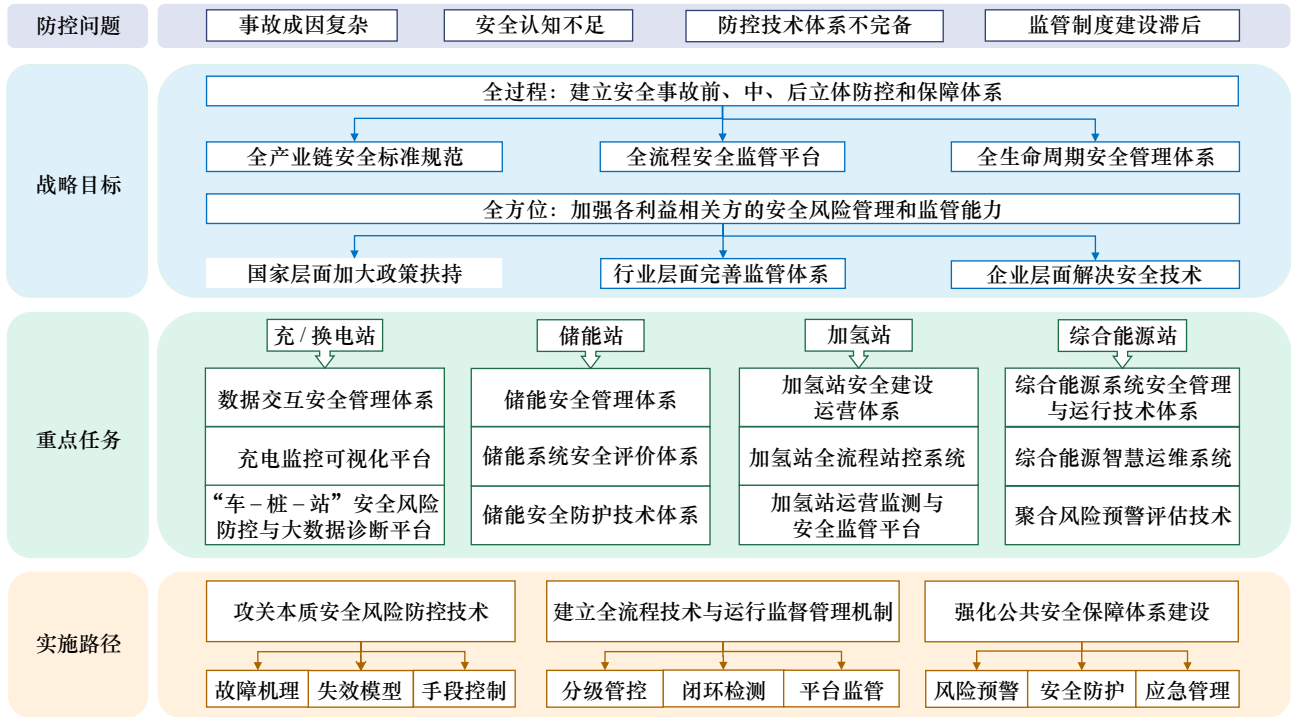 防控问题
事故成因复杂
安全认知不足
防控技术体系不完备
监管制度建设滞后
战略目标
全过程：建立安全事故前、中、后立体防控和保障体系
全产业链安全标准规范
全流程安全监管平台
全生命周期安全管理体系
全方位：加强各利益相关方的安全风险管理和监管能力
国家层面加大政策扶持
行业层面完善监管体系
企业层面解决安全技术
重点任务
充/换电站
储能站
加氢站
综合能源站
数据交互安全管理体系
充电监控可视化平台
“车–桩–站”安全风险
防控与大数据诊断平台
储能安全管理体系
储能系统安全评价体系
储能安全防护技术体系
加氢站安全建设
运营体系
加氢站全流程站控系统
加氢站运营监测与
安全监管平台
综合能源系统安全管理
与运行技术体系
综合能源智慧运维系统
聚合风险预警评估技术
实施路径
攻关本质安全风险防控技术
故障机理
失效模型
手段控制
建立全流程技术与运行监督管理机制
分级管控
闭环检测
平台监管
强化公共安全保障体系建设
风险预警
安全防护
应急管理